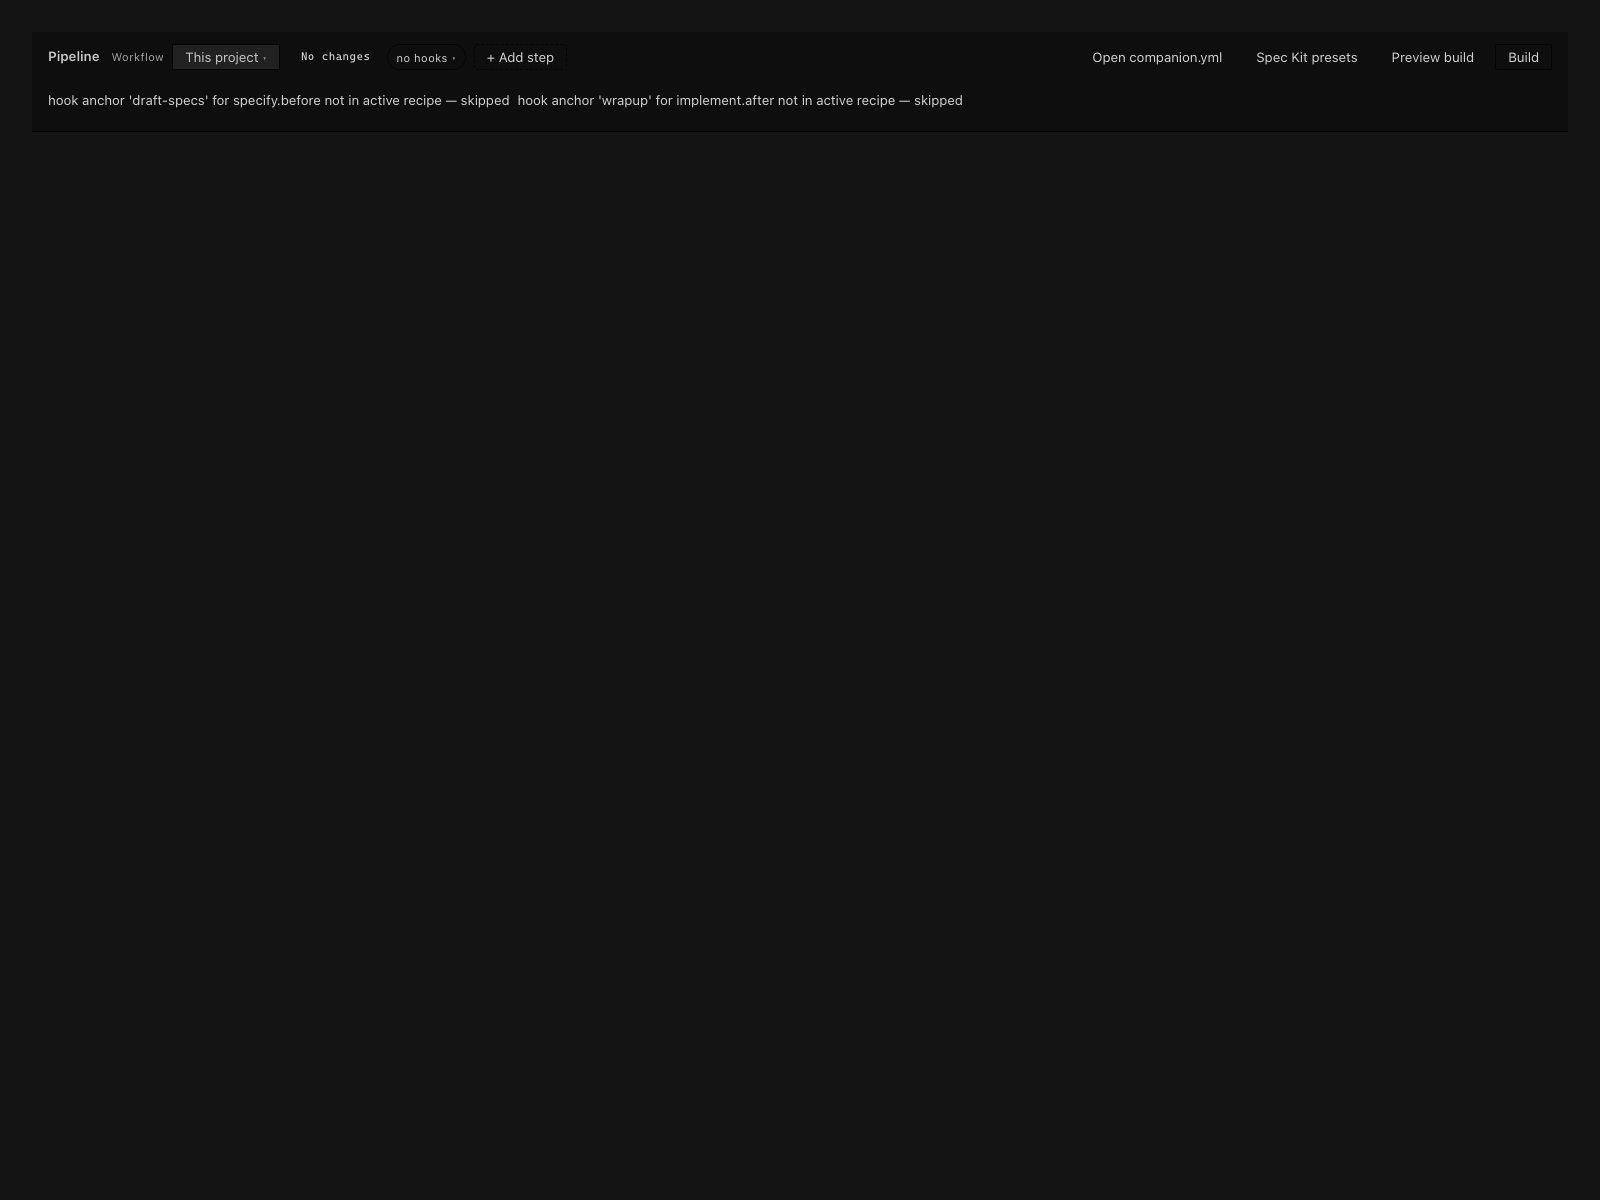 Pipeline Workflow This project No changes no hooks + Add step Open companion.yml Spec Kit presets Preview build Build
hook anchor 'draft-specs' for specify.before not in active recipe — skipped hook anchor 'wrapup' for implement.after not in active recipe — skipped